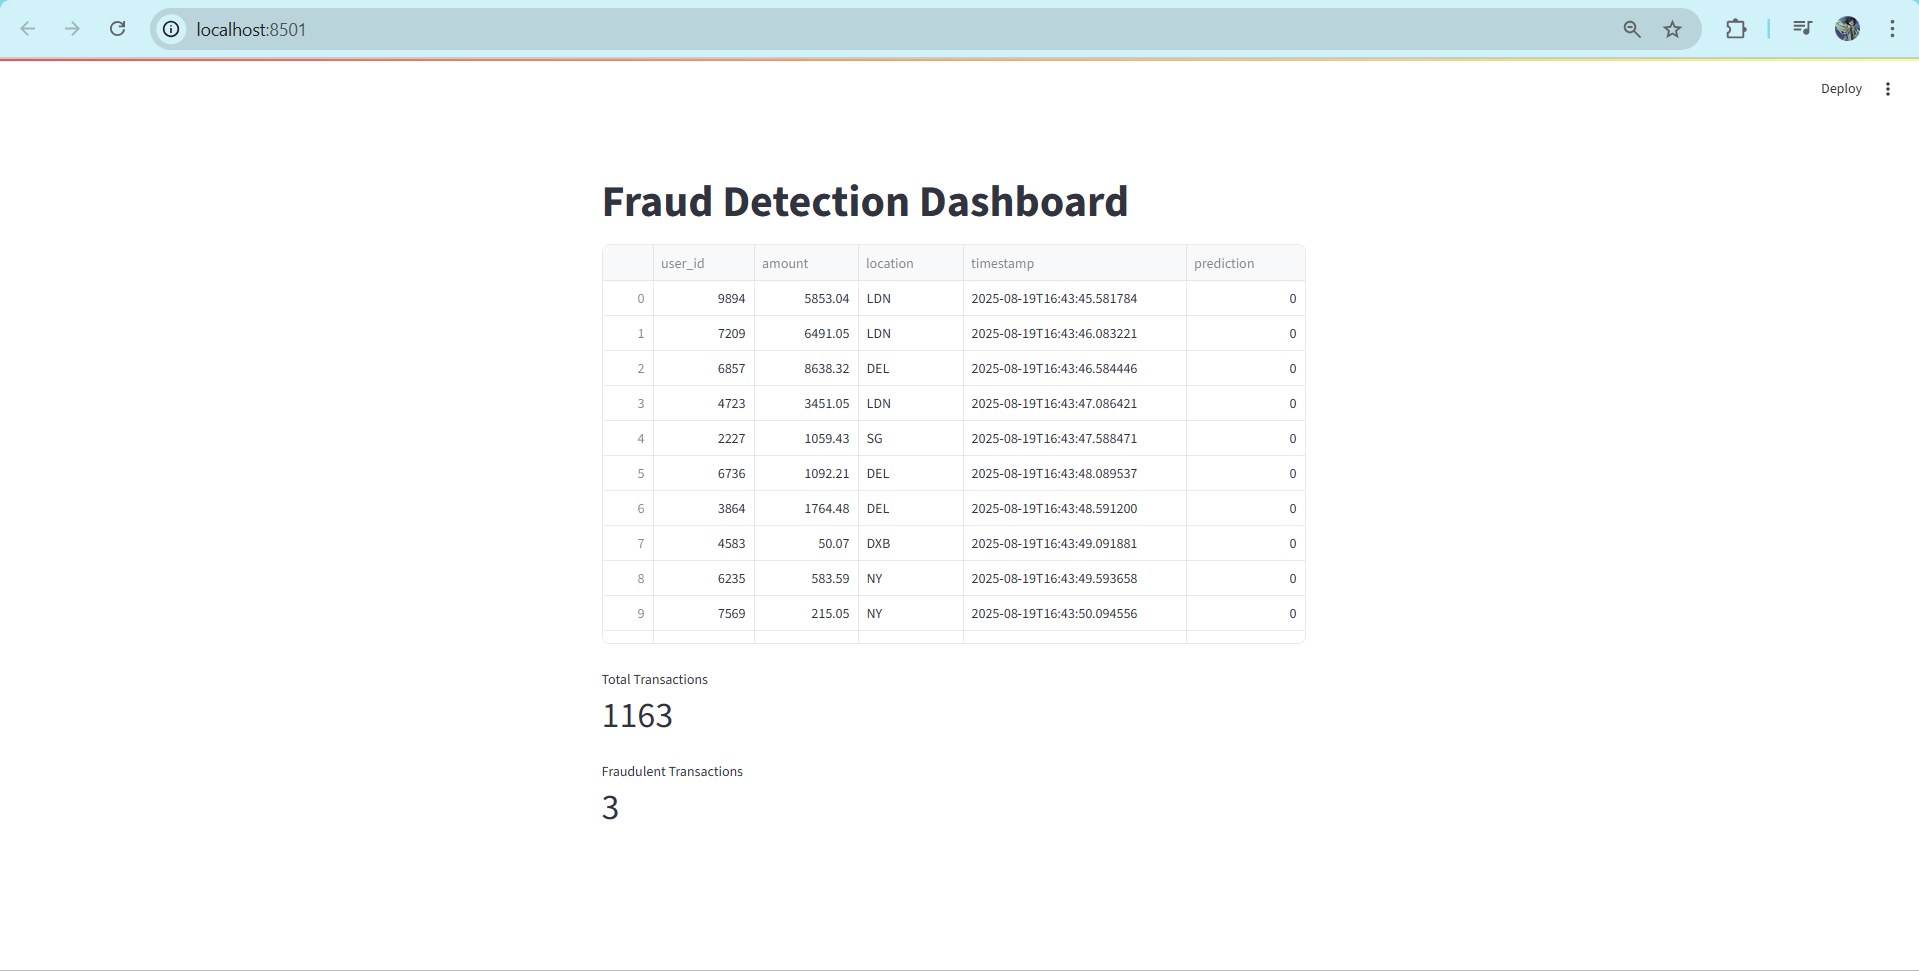 localhost:8501
Deploy
Fraud Detection Dashboard
user_id amount location timestamp prediction
0 9894 5853.04 LDN 2025-08-19T16:43:45.581784 0
1 7209 6491.05 LDN 2025-08-19T16:43:46.083221 0
2 6857 8638.32 DEL 2025-08-19T16:43:46.584446 0
3 4723 3451.05 LDN 2025-08-19T16:43:47.086421 0
4 2227 1059.43 SG 2025-08-19T16:43:47.588471 0
5 6736 1092.21 DEL 2025-08-19T16:43:48.089537 0
6 3864 1764.48 DEL 2025-08-19T16:43:48.591200 0
7 4583 50.07 DXB 2025-08-19T16:43:49.091881 0
8 6235 583.59 NY 2025-08-19T16:43:49.593658 0
9 7569 215.05 NY 2025-08-19T16:43:50.094556 0
Total Transactions
1163
Fraudulent Transactions
3